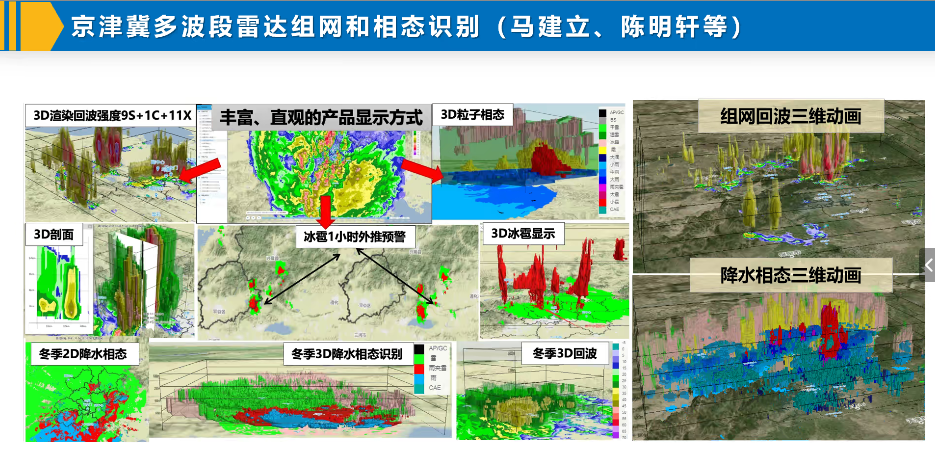 京津冀多波段雷达组网和相态识别（马建立、陈明轩等）
3D渲染回波强度9S+1C+11X
丰富、直观的产品显示方式
3D粒子相态
AP/GC
组网回波三维动画
3D剖面
冰雹1小时外推预警
3D冰雹显示
降水相态三维动画
冬季2D降水相态
冬季3D降水相态识别
AP/GC
雪
雨夹雪
雨
CAE
冬季3D回波